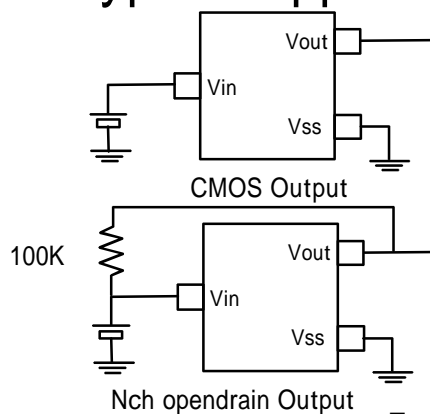 Vout
Vin
Vss
CMOS Output
100K
Vout
Vin
Vss
Nch opendrain Output